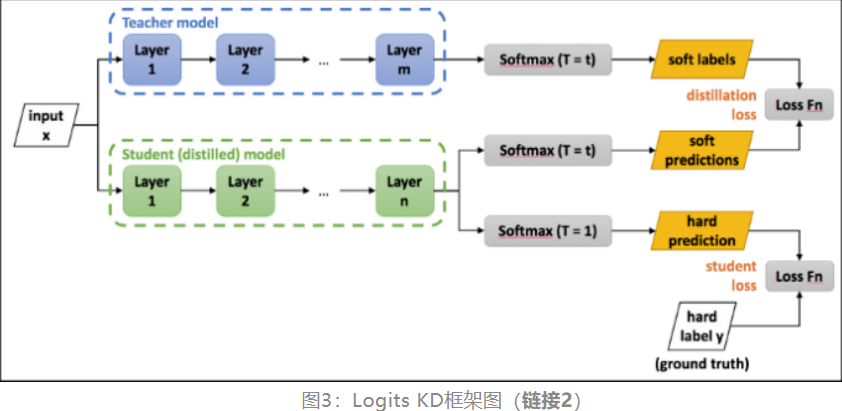 Teacher model
Layer
1
Layer
2
...
Layer
m
Softmax (T = t)
soft labels
input
x
distillation
loss
Loss Fn
Student (distilled) model
Layer
1
Layer
2
...
Layer
n
Softmax (T = t)
soft
predictions
Softmax (T = 1)
hard
prediction
student
loss
Loss Fn
hard
label y
(ground truth)
图3：Logits KD框架图（链接2）